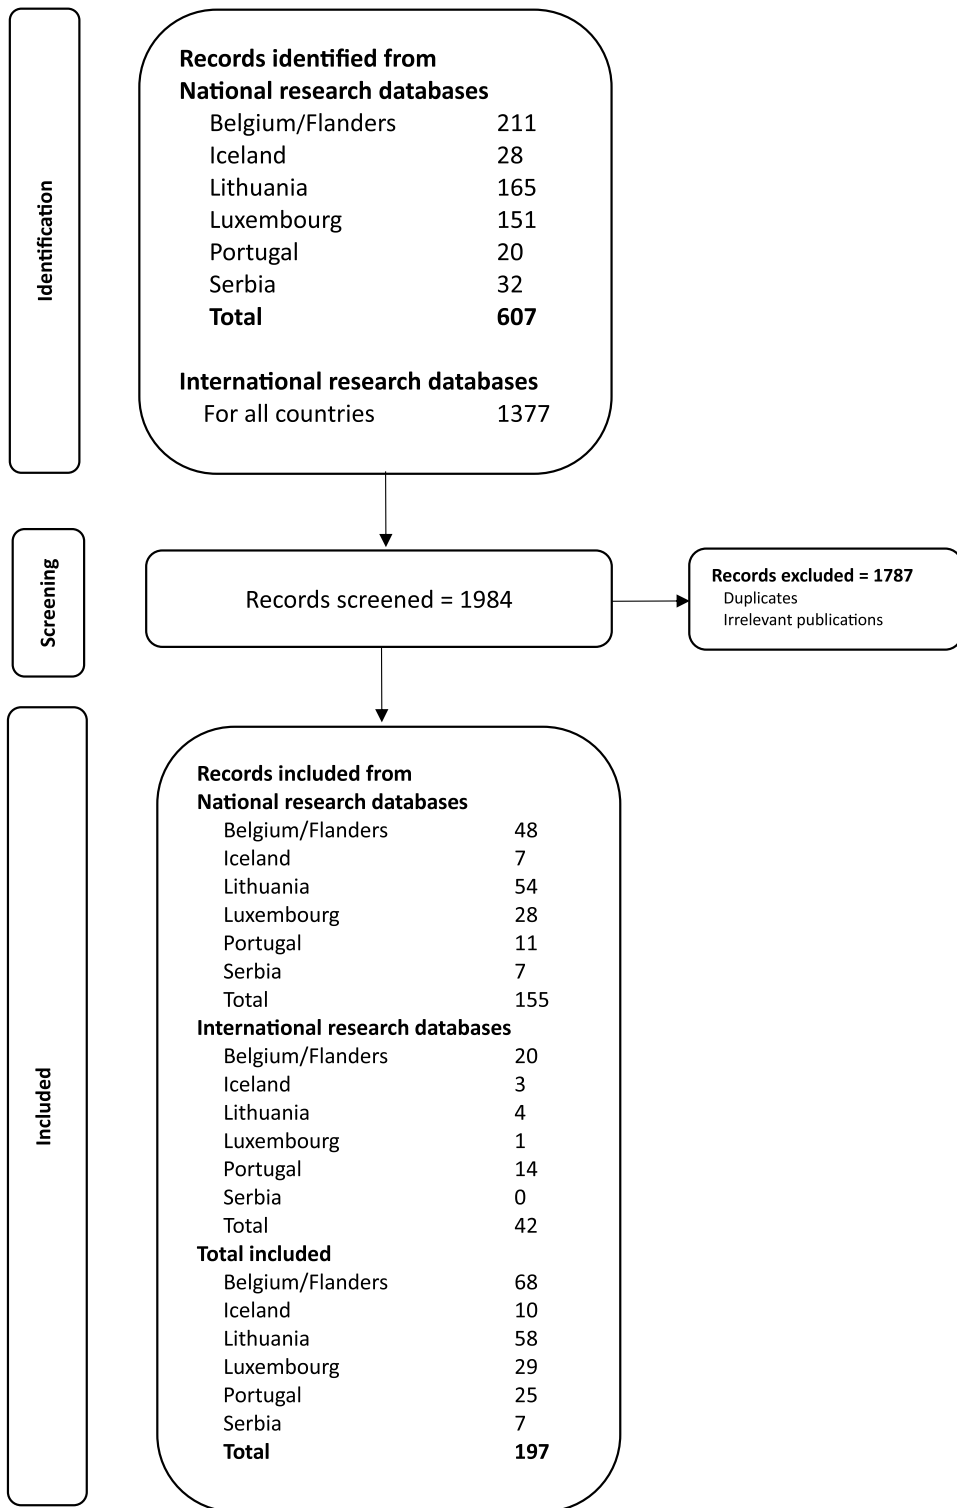 Identification
Records identified from
National research databases
Belgium/Flanders 211
Iceland 28
Lithuania 165
Luxembourg 151
Portugal 20
Serbia 32
Total 607
International research databases
For all countries 1377
Screening
Records screened = 1984
Records excluded = 1787
Duplicates
Irrelevant publications
Included
Records included from
National research databases
Belgium/Flanders 48
Iceland 7
Lithuania 54
Luxembourg 28
Portugal 11
Serbia 7
Total 155
International research databases
Belgium/Flanders 20
Iceland 3
Lithuania 4
Luxembourg 1
Portugal 14
Serbia 0
Total 42
Total included
Belgium/Flanders 68
Iceland 10
Lithuania 58
Luxembourg 29
Portugal 25
Serbia 7
Total 197